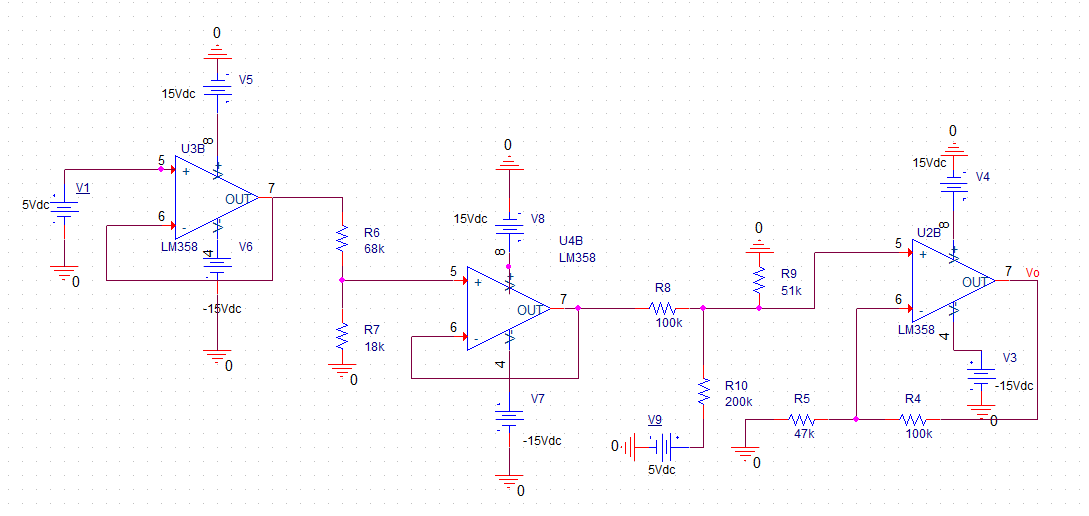 0
V5
15Vdc
8
U3B
5
+
V+
OUT
7
V1
5Vdc
6
-
V-
LM358
4
V6
-15Vdc
0
0
R6
68k
R7
18k
0
0
15Vdc
V8
8
U4B
LM358
5
+
V+
OUT
7
6
-
V-
4
V7
-15Vdc
0
R8
100k
0
R9
51k
R10
200k
V9
0
5Vdc
0
15Vdc
V4
8
U2B
5
+
V+
OUT
7
Vo
6
-
V-
LM358
4
V3
-15Vdc
0
R5
47k
R4
100k
0